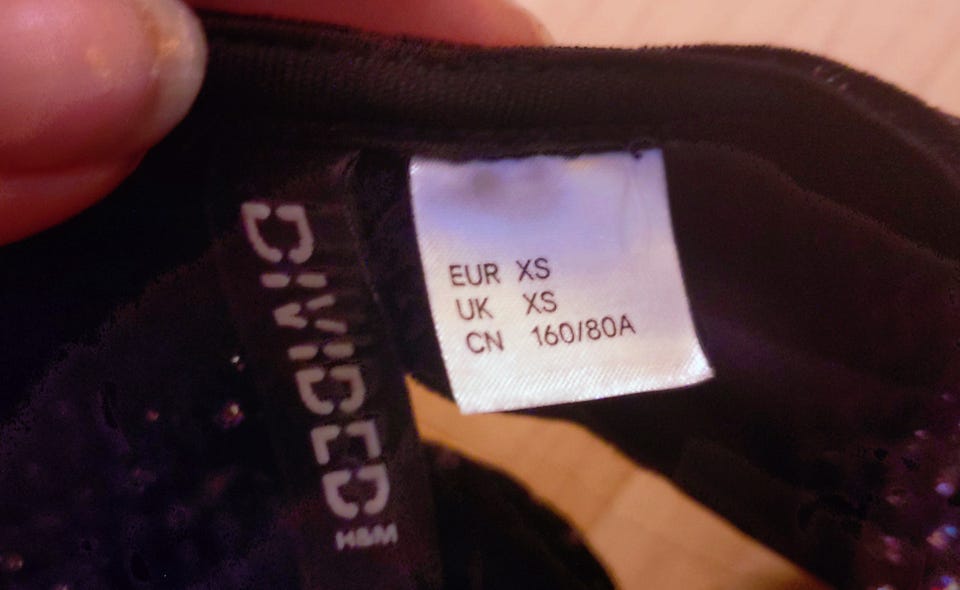 DIVIDED
H&M
EUR XS
UK XS
CN 160/80A